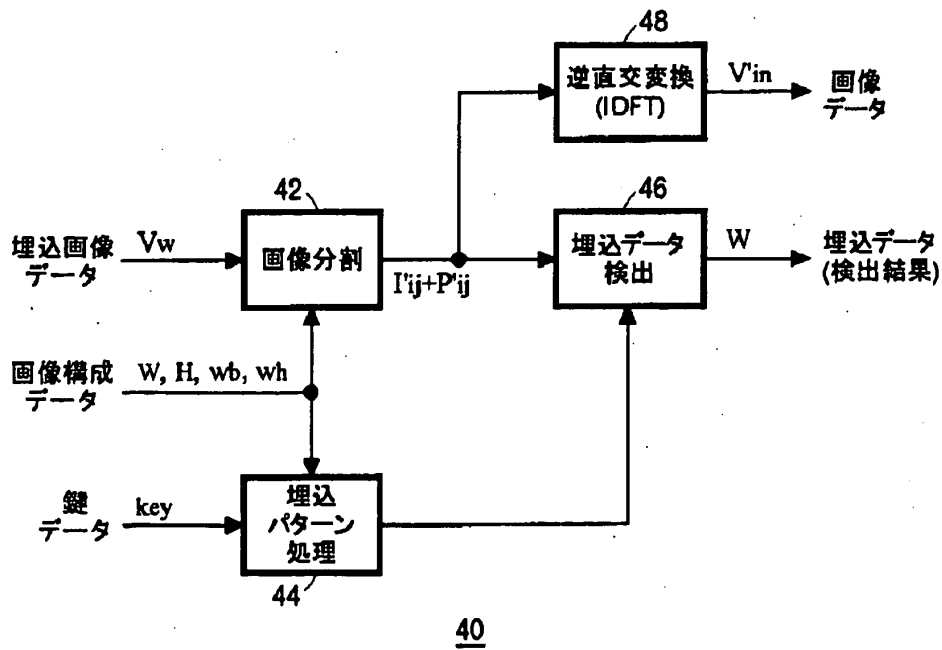 48
逆直交変換
(IDFT)
V'in
画像
データ
42
46
埋込画像
データ
Vw
画像分割
I'ij+P'ij
埋込データ
検出
W
埋込データ
(検出結果)
画像構成
データ
W, H, wb, wh
鍵
データ
key
埋込
パターン
処理
44
40